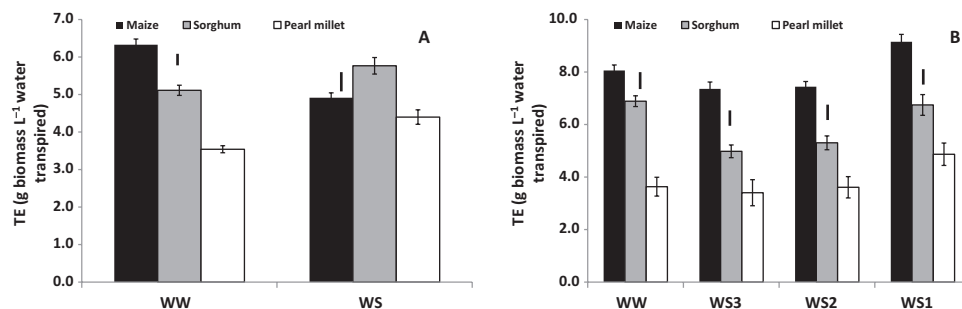 Maize Sorghum Pearl millet
A
7.0
6.0
5.0
4.0
3.0
2.0
1.0
0.0
TE (g biomass L⁻¹ water
transpired)
WW WS
Maize Sorghum Pearl millet
B
10.0
8.0
6.0
4.0
2.0
0.0
TE (g biomass L⁻¹ water
transpired)
WW WS3 WS2 WS1